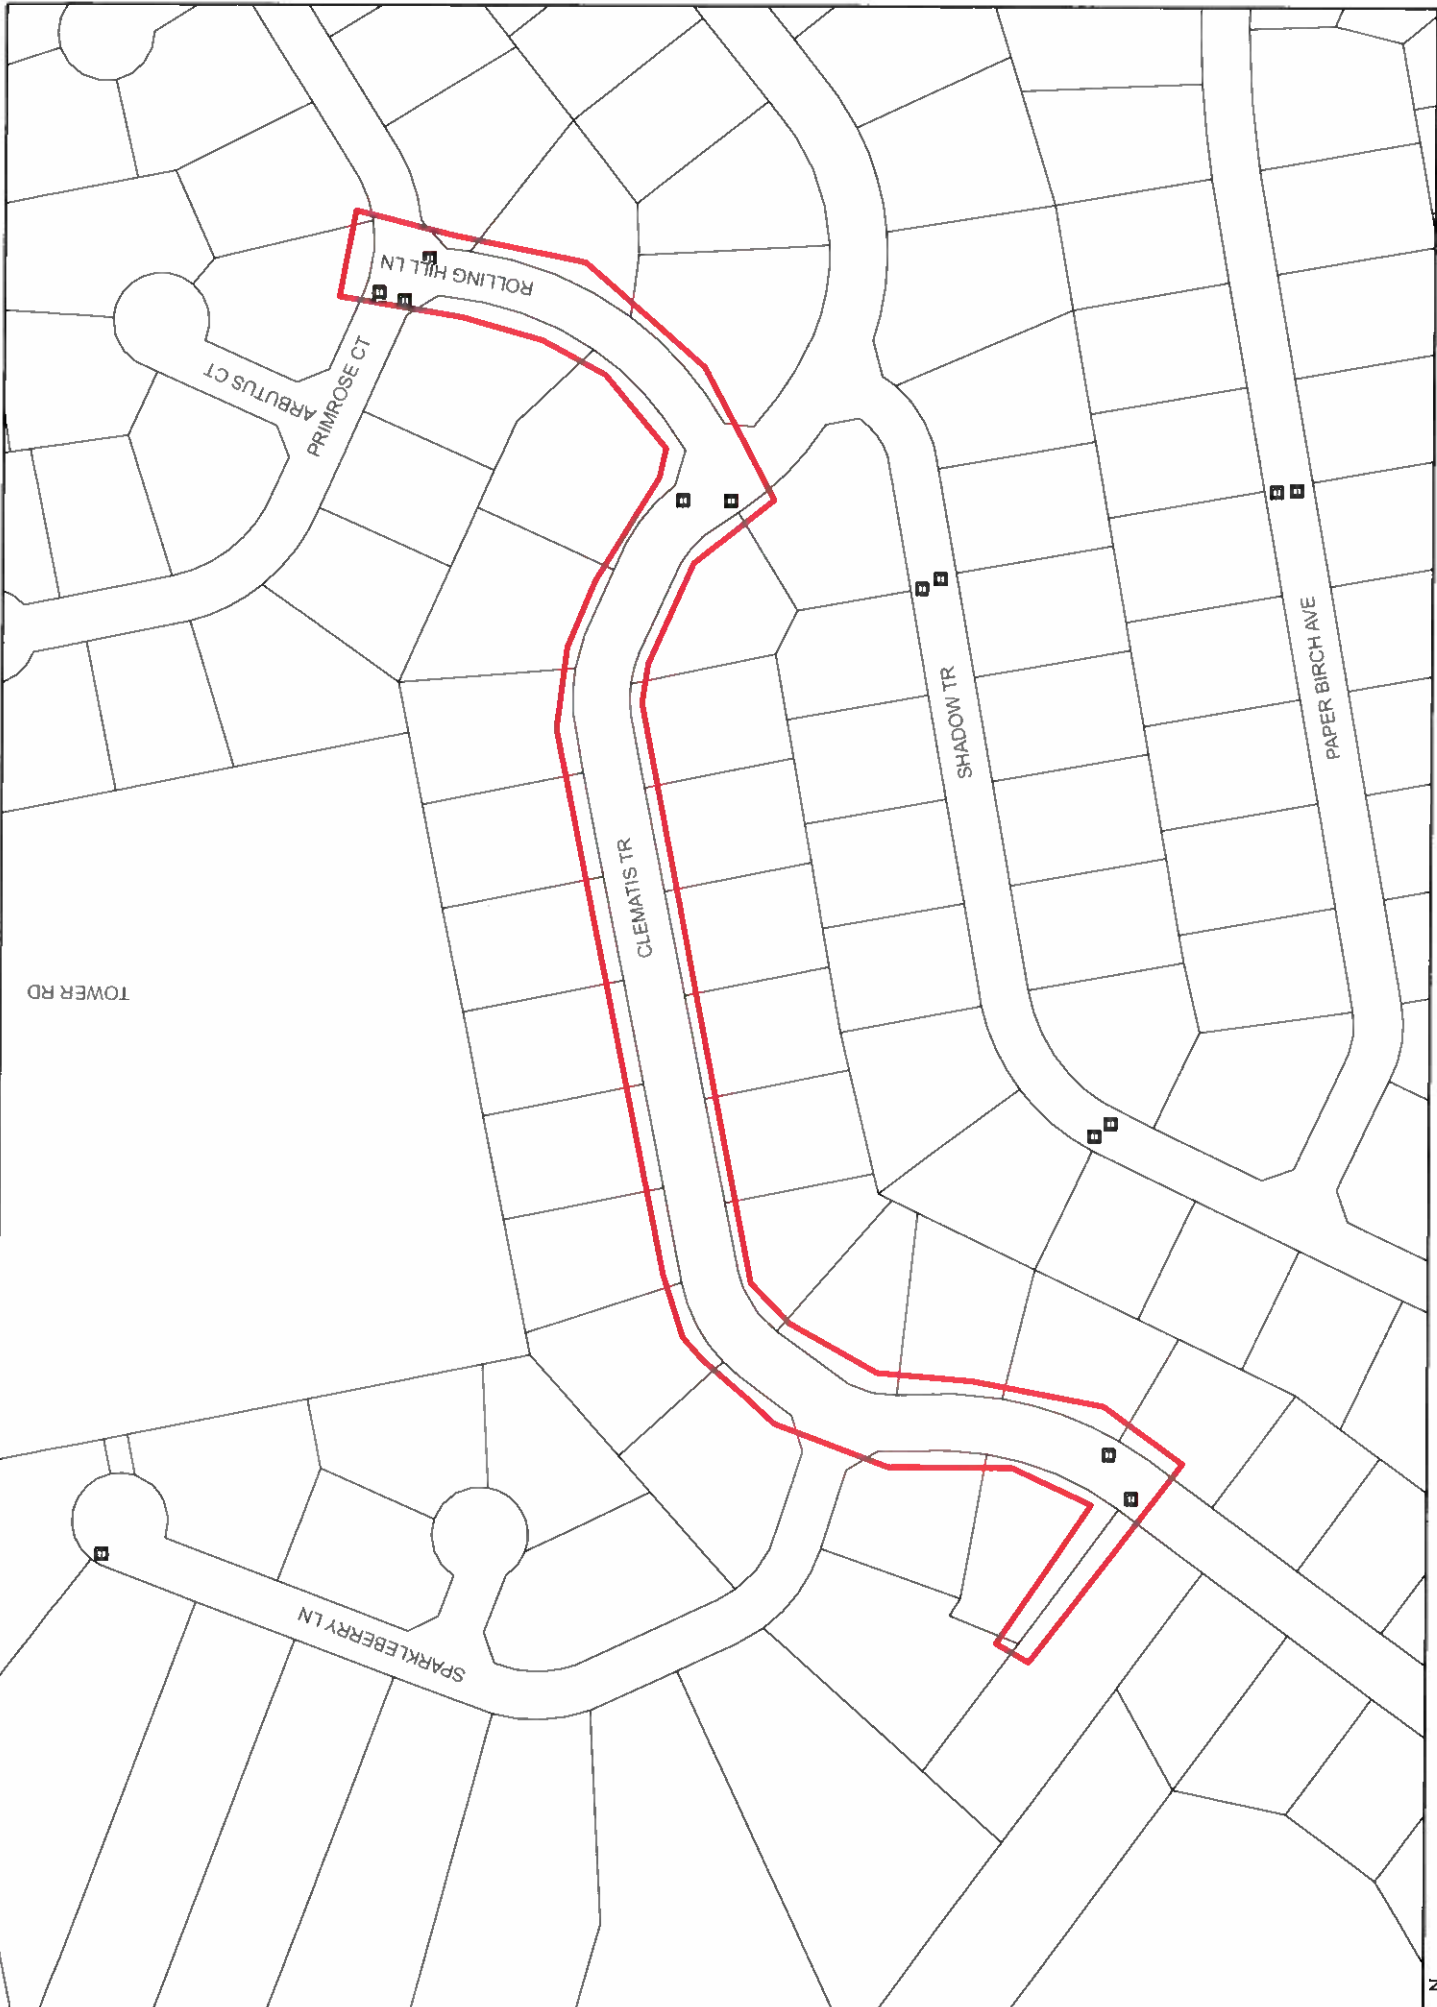 ROLLING HILL LN
ARBUTUS CT
PRIMROSE CT
SHADOW TR
PAPER BIRCH AVE
CLEMATIS TR
TOWER RD
SPARKLEBERRY LN
N